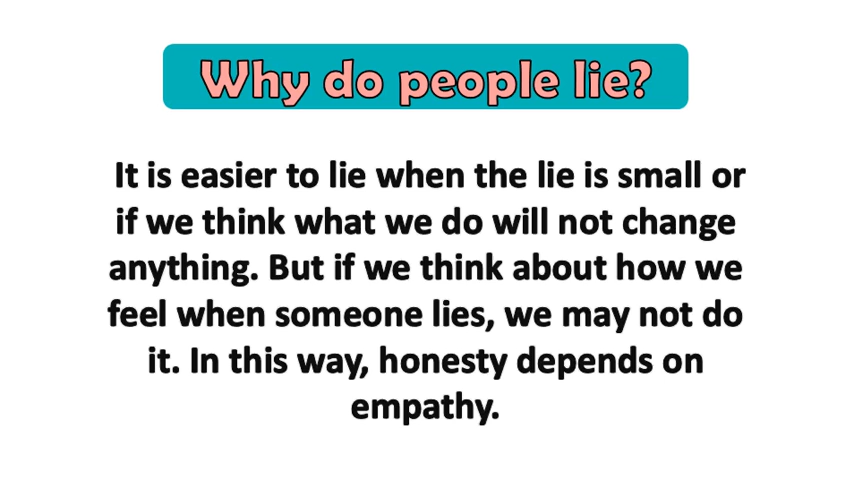 Why do people lie?
It is easier to lie when the lie is small or
if we think what we do will not change
anything. But if we think about how we
feel when someone lies, we may not do
it. In this way, honesty depends on
empathy.